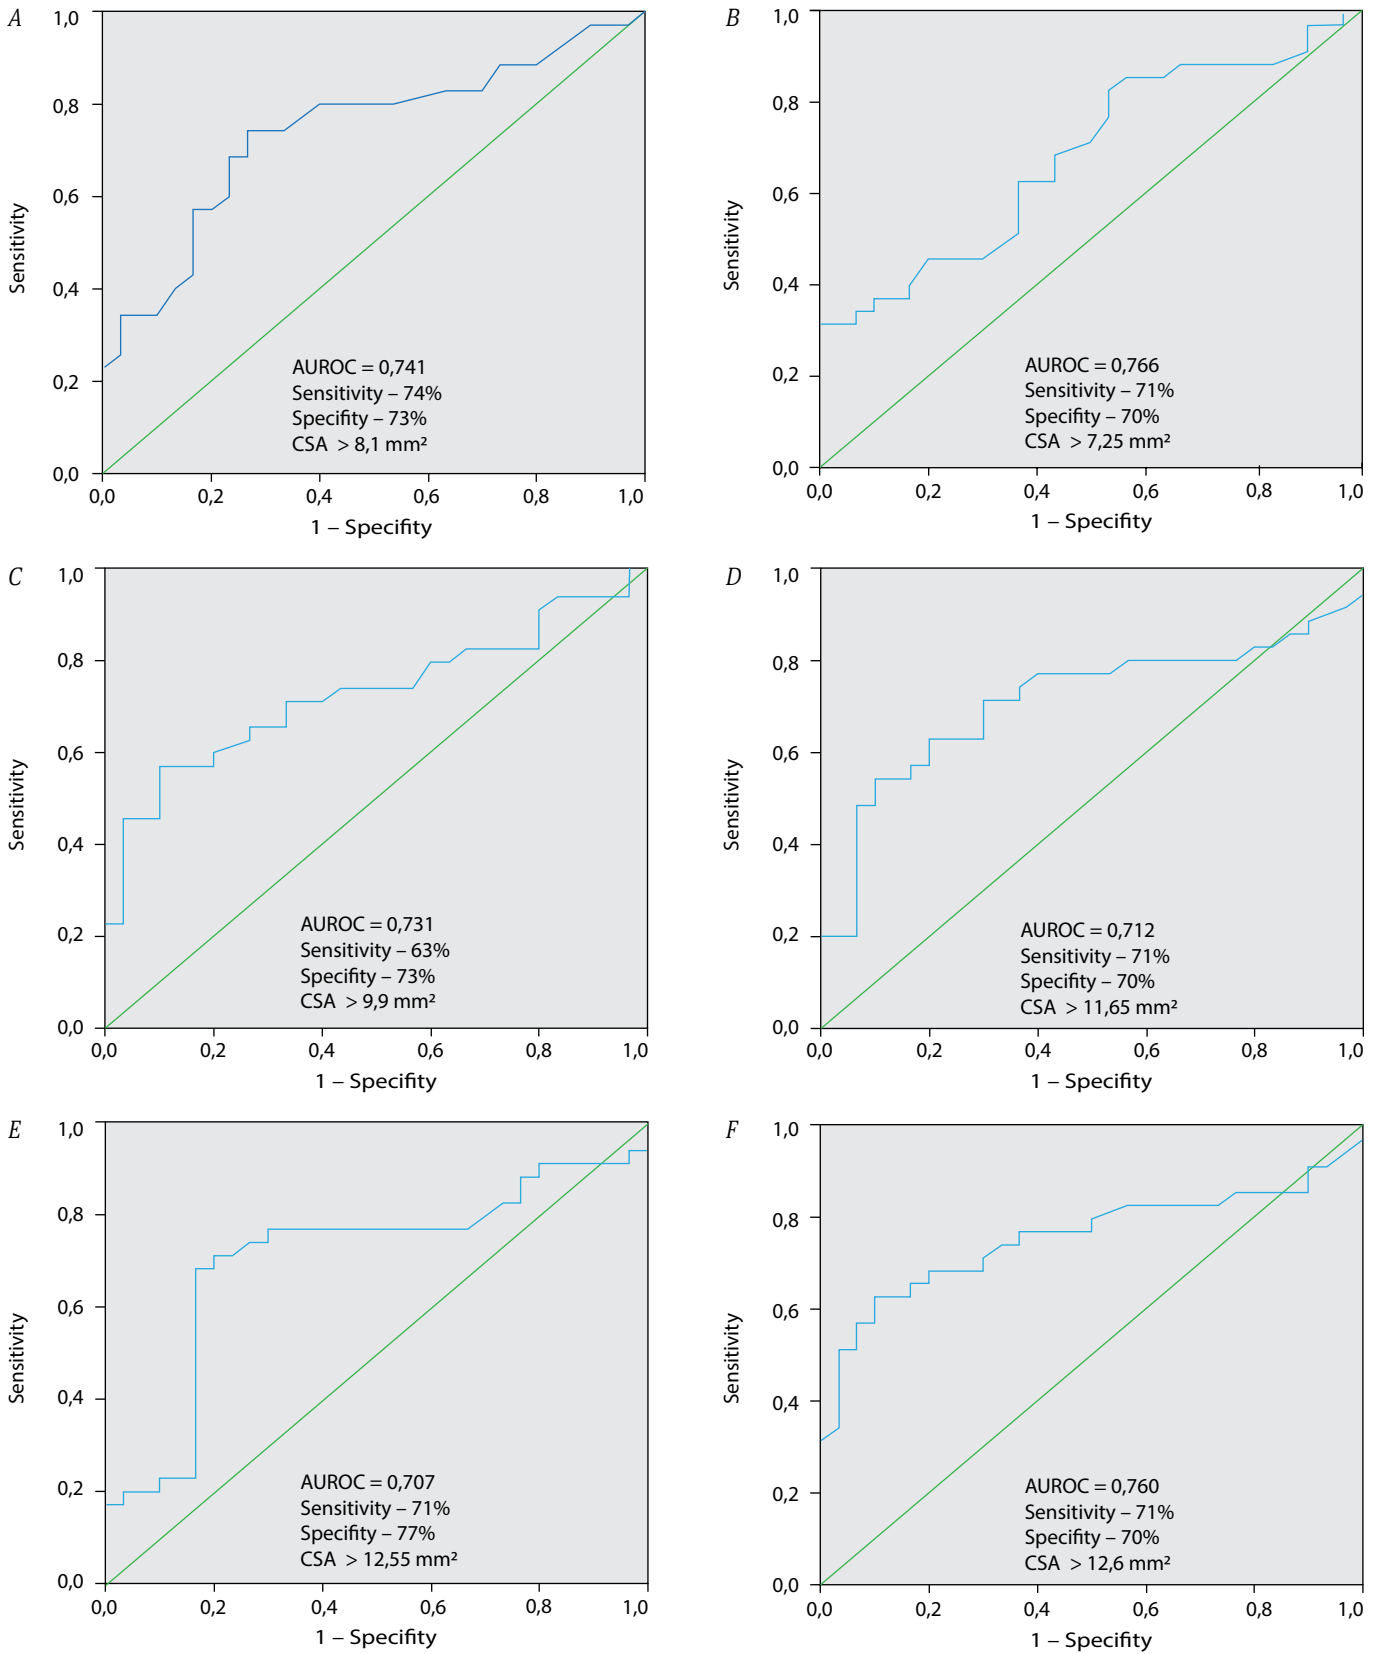 A
1,0
0,8
0,6
0,4
0,2
0,0
Sensitivity
AUROC = 0,741
Sensitivity – 74%
Specifity – 73%
CSA > 8,1 mm²
0,0 0,2 0,4 0,6 0,8 1,0
1 – Specifity
B
1,0
0,8
0,6
0,4
0,2
0,0
Sensitivity
AUROC = 0,766
Sensitivity – 71%
Specifity – 70%
CSA > 7,25 mm²
0,0 0,2 0,4 0,6 0,8 1,0
1 – Specifity
C
1,0
0,8
0,6
0,4
0,2
0,0
Sensitivity
AUROC = 0,731
Sensitivity – 63%
Specifity – 73%
CSA > 9,9 mm²
0,0 0,2 0,4 0,6 0,8 1,0
1 – Specifity
D
1,0
0,8
0,6
0,4
0,2
0,0
Sensitivity
AUROC = 0,712
Sensitivity – 71%
Specifity – 70%
CSA > 11,65 mm²
0,0 0,2 0,4 0,6 0,8 1,0
1 – Specifity
E
1,0
0,8
0,6
0,4
0,2
0,0
Sensitivity
AUROC = 0,707
Sensitivity – 71%
Specifity – 77%
CSA > 12,55 mm²
0,0 0,2 0,4 0,6 0,8 1,0
1 – Specifity
F
1,0
0,8
0,6
0,4
0,2
0,0
Sensitivity
AUROC = 0,760
Sensitivity – 71%
Specifity – 70%
CSA > 12,6 mm²
0,0 0,2 0,4 0,6 0,8 1,0
1 – Specifity